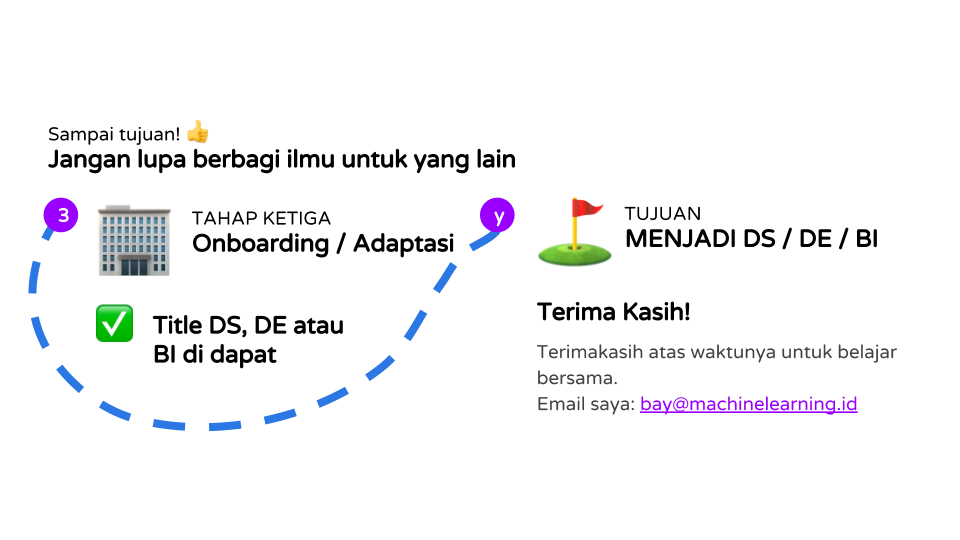 Sampai tujuan! 👍
Jangan lupa berbagi ilmu untuk yang lain
3
TAHAP KETIGA
Onboarding / Adaptasi
Title DS, DE atau
BI di dapat
y
TUJUAN
MENJADI DS / DE / BI
Terima Kasih!
Terimakasih atas waktunya untuk belajar
bersama.
Email saya: bay@machinelearning.id